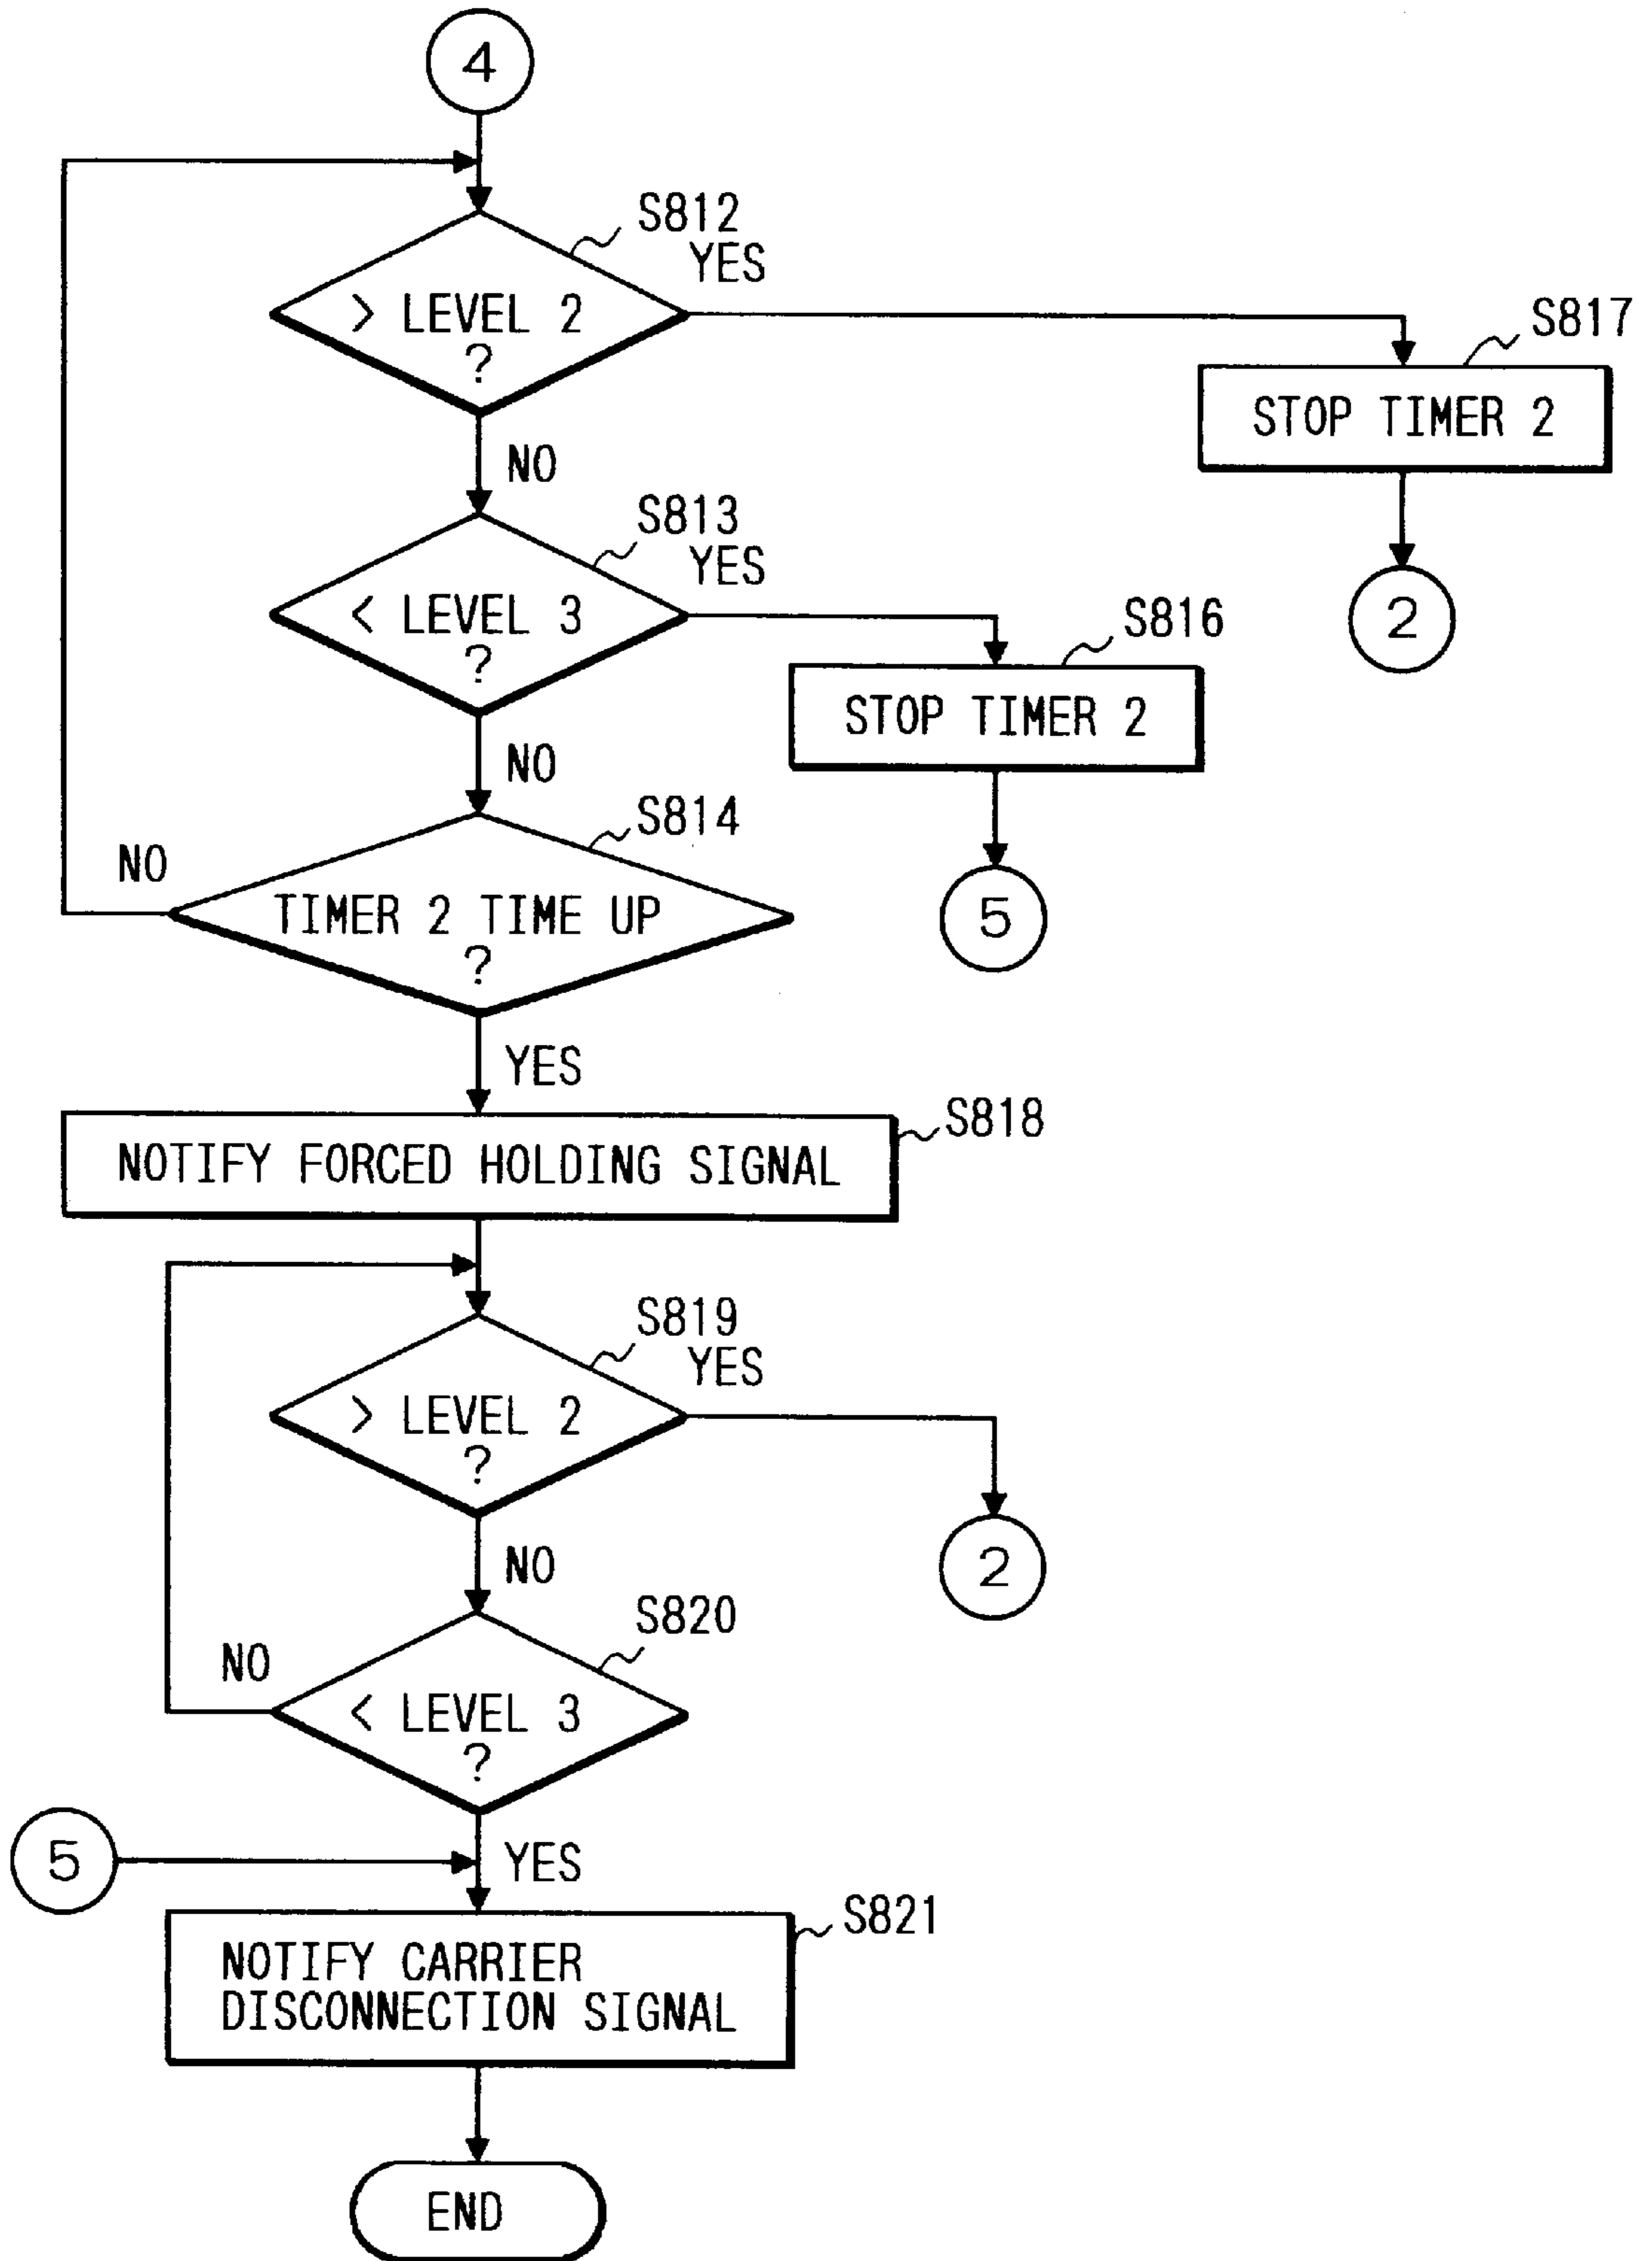 4
S812
YES
> LEVEL 2
?
S817
STOP TIMER 2
NO
2
S813
YES
< LEVEL 3
?
S816
STOP TIMER 2
NO
5
S814
NO
TIMER 2 TIME UP
?
YES
S818
NOTIFY FORCED HOLDING SIGNAL
S819
YES
> LEVEL 2
?
NO
2
S820
NO
< LEVEL 3
?
5
YES
S821
NOTIFY CARRIER
DISCONNECTION SIGNAL
END